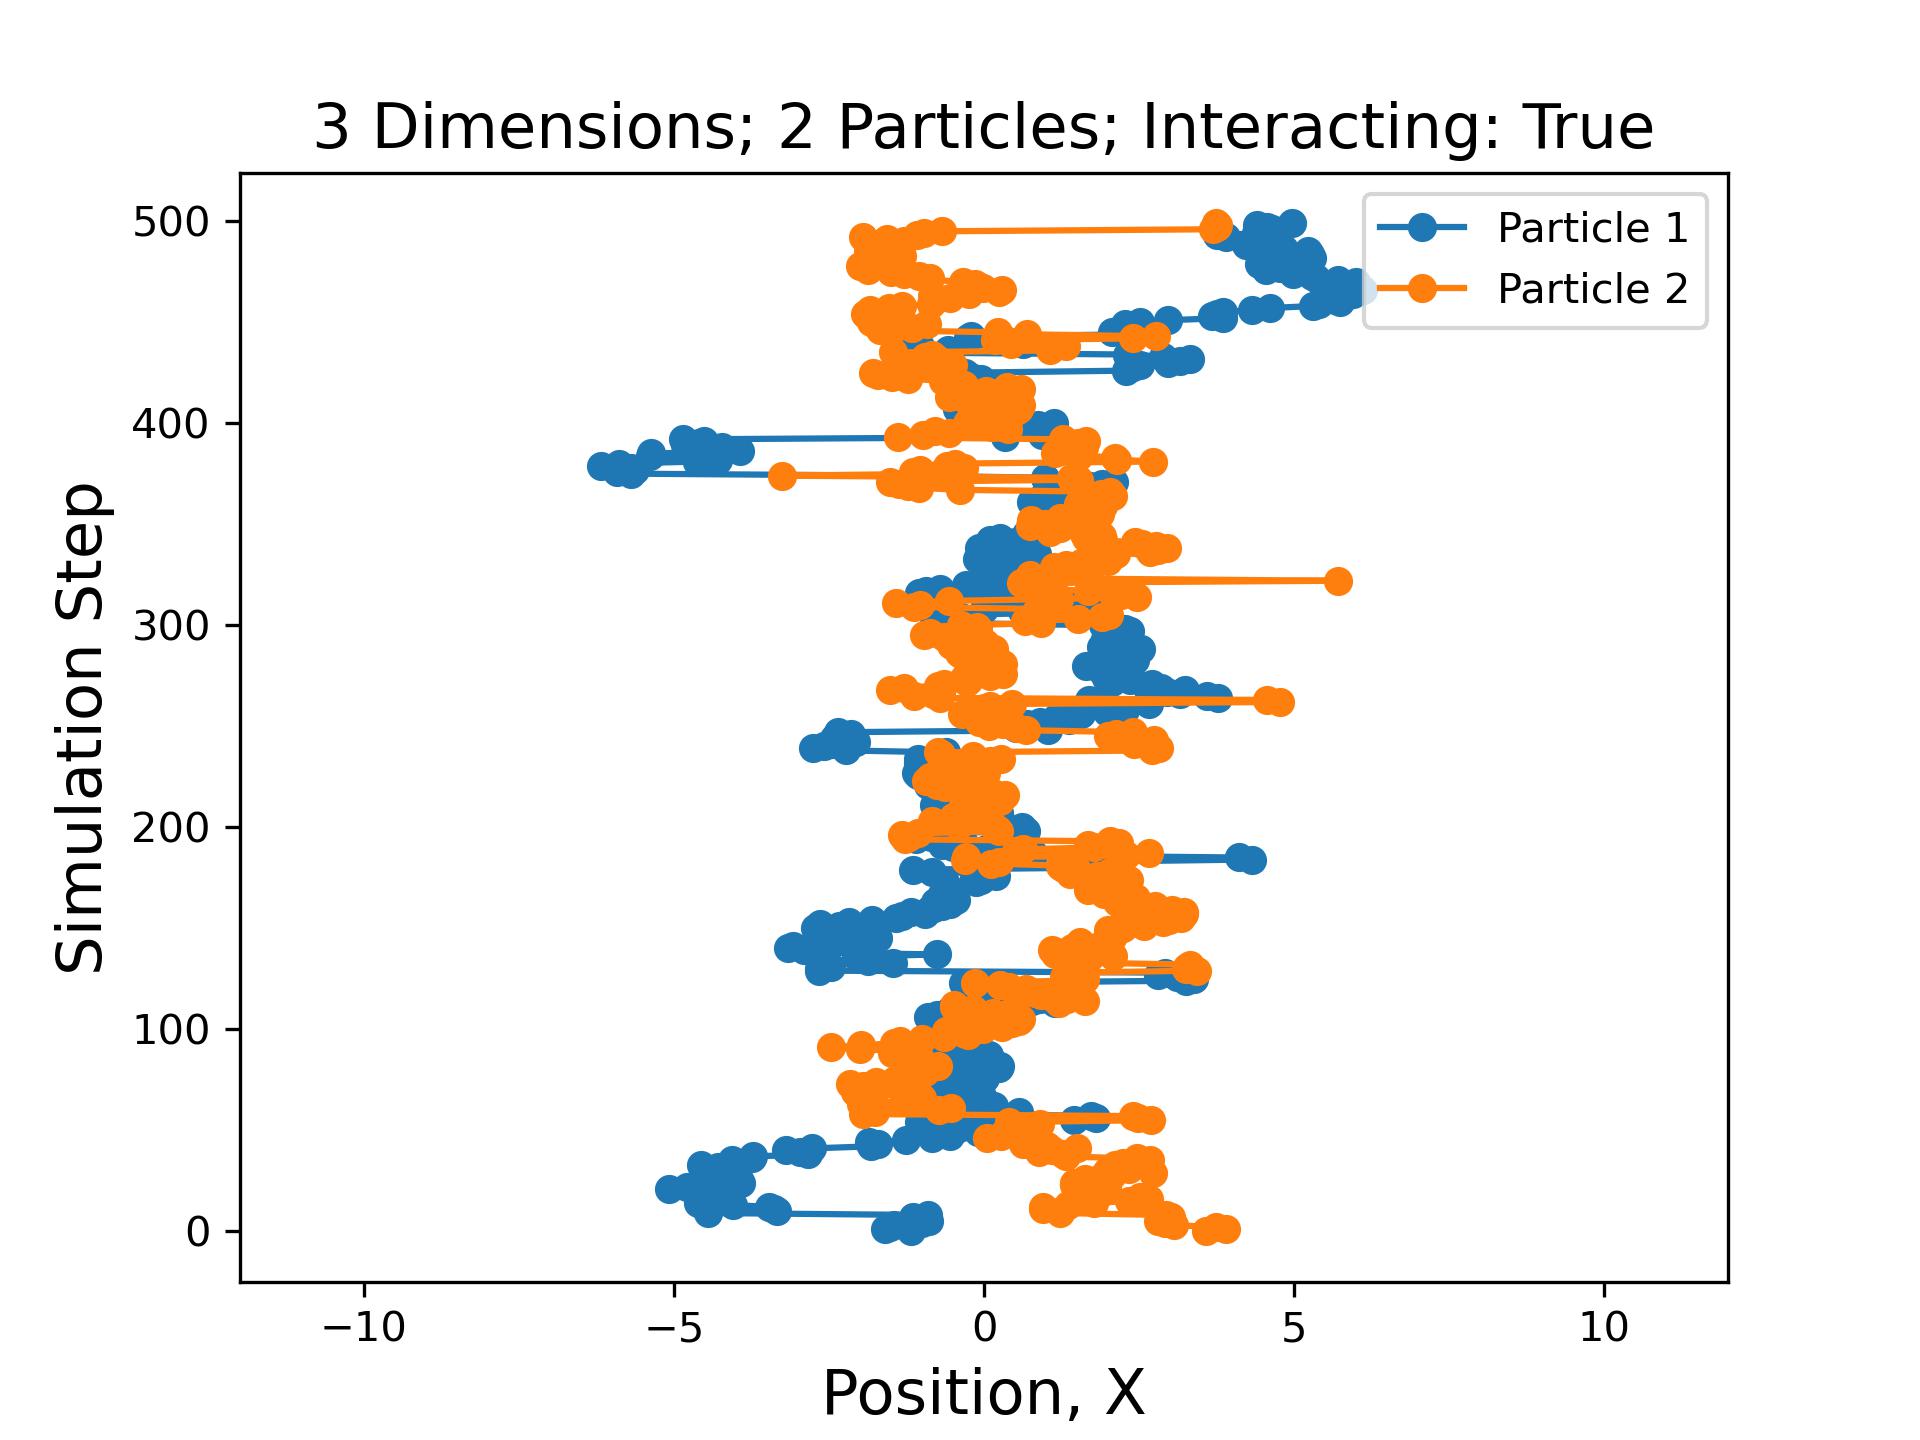 3 Dimensions; 2 Particles; Interacting: True
Particle 1
Particle 2
Simulation Step
500
400
300
200
100
0
−10
−5
0
5
10
Position, X